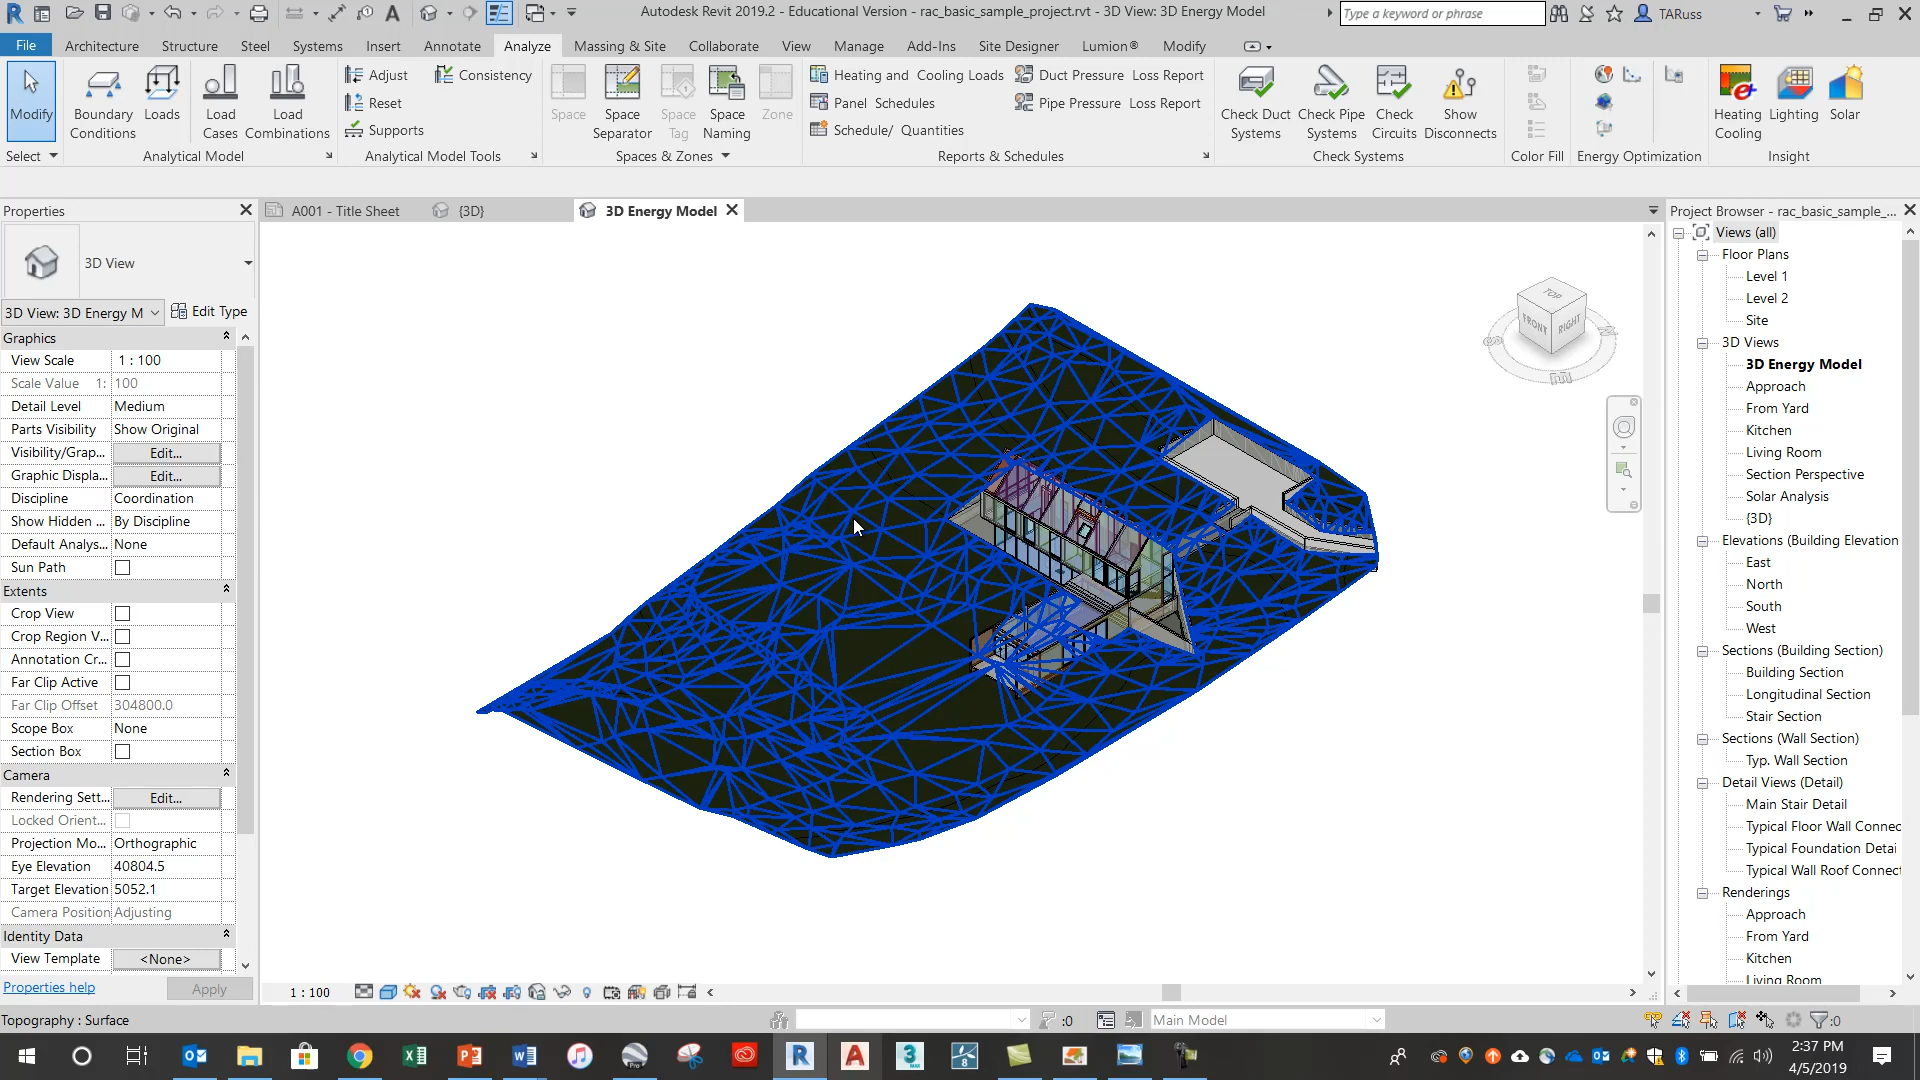 Autodesk Revit 2019.2 - Educational Version - rac_basic_sample_project.rvt - 3D View: 3D Energy Model
Type a keyword or phrase
TARuss
File Architecture Structure Steel Systems Insert Annotate Analyze Massing & Site Collaborate View Manage Add-Ins Site Designer Lumion® Modify
Modify
Select
Boundary Conditions
Loads
Load Cases
Load Combinations
Analytical Model
Adjust
Reset
Supports
Consistency
Analytical Model Tools
Space
Space Separator
Space Tag
Space Naming
Zone
Spaces & Zones
Heating and Cooling Loads
Panel Schedules
Schedule/ Quantities
Duct Pressure Loss Report
Pipe Pressure Loss Report
Reports & Schedules
Check Duct Systems
Check Pipe Systems
Check Circuits
Show Disconnects
Check Systems
Color Fill
Energy Optimization
Heating Cooling
Lighting
Solar
Insight
Properties
3D View
3D View: 3D Energy M
Edit Type
Graphics
View Scale 1 : 100
Scale Value 1: 100
Detail Level Medium
Parts Visibility Show Original
Visibility/Grap... Edit...
Graphic Displa... Edit...
Discipline Coordination
Show Hidden ... By Discipline
Default Analys... None
Sun Path
Extents
Crop View
Crop Region V...
Annotation Cr...
Far Clip Active
Far Clip Offset 304800.0
Scope Box None
Section Box
Camera
Rendering Sett... Edit...
Locked Orient...
Projection Mo... Orthographic
Eye Elevation 40804.5
Target Elevation 5052.1
Camera Position Adjusting
Identity Data
View Template <None>
Properties help
Apply
A001 - Title Sheet
{3D}
3D Energy Model
TOP
FRONT
RIGHT
1 : 100
Project Browser - rac_basic_sample_...
Views (all)
Floor Plans
Level 1
Level 2
Site
3D Views
3D Energy Model
Approach
From Yard
Kitchen
Living Room
Section Perspective
Solar Analysis
{3D}
Elevations (Building Elevation
East
North
South
West
Sections (Building Section)
Building Section
Longitudinal Section
Stair Section
Sections (Wall Section)
Typ. Wall Section
Detail Views (Detail)
Main Stair Detail
Typical Floor Wall Connec
Typical Foundation Detai
Typical Wall Roof Connect
Renderings
Approach
From Yard
Kitchen
Living Room
Topography : Surface
:0
Main Model
:0
2:37 PM
4/5/2019